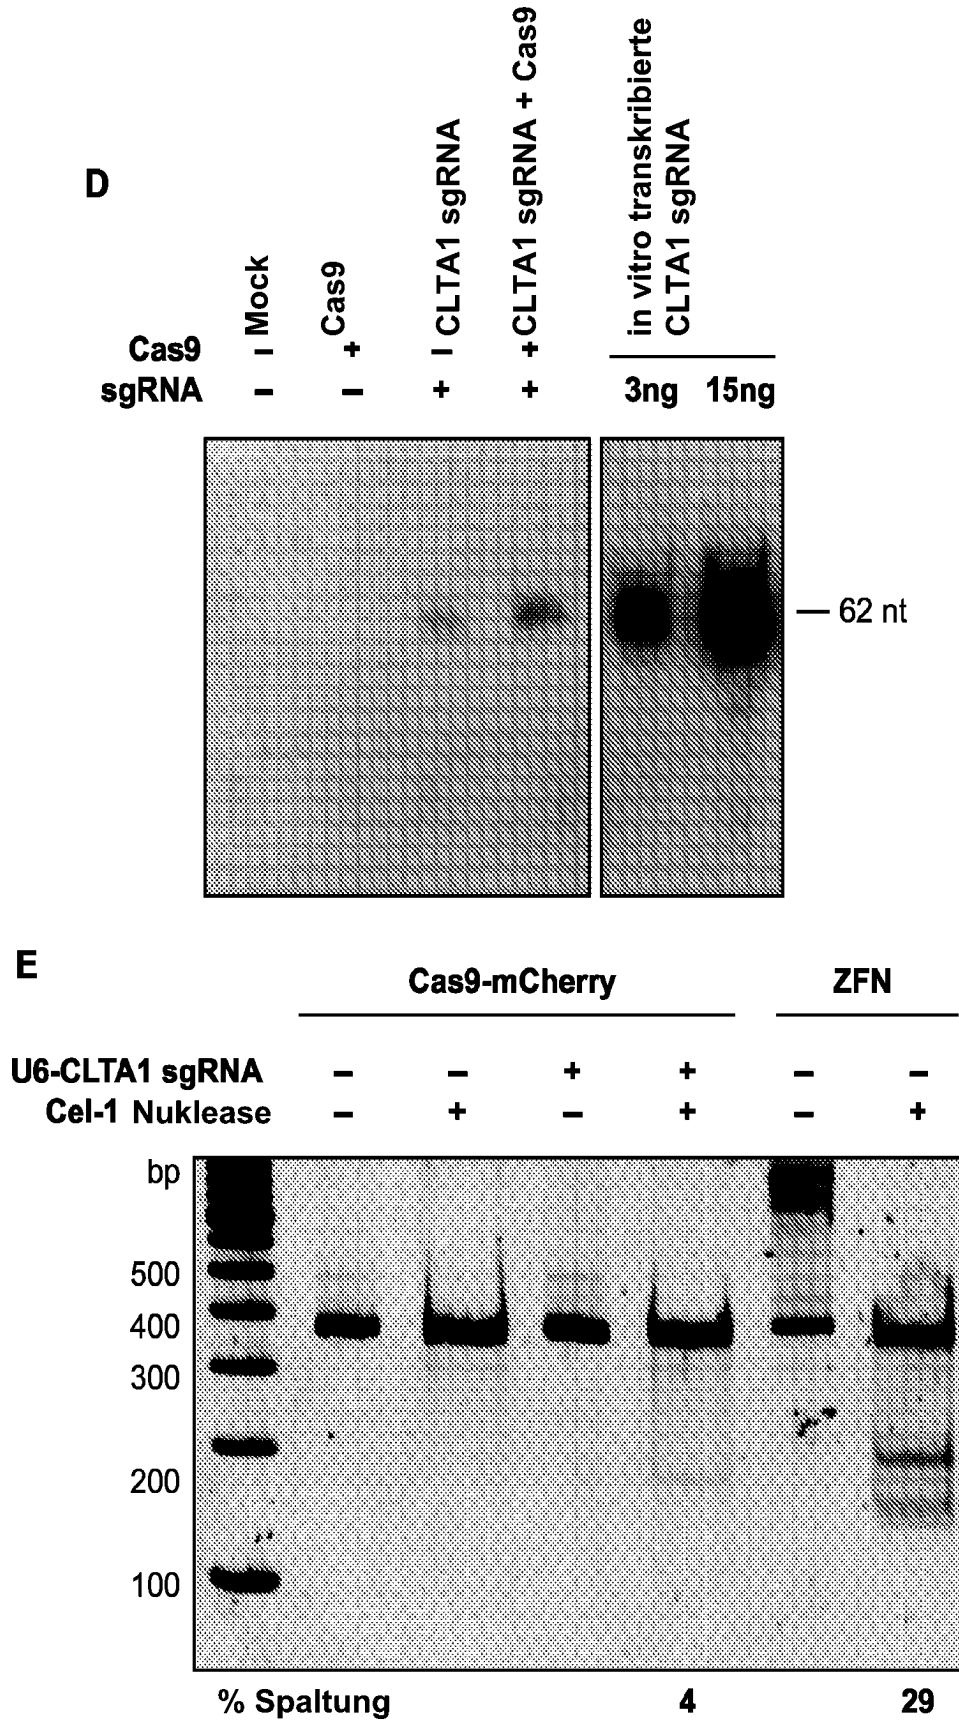 D
Mock
Cas9
CLTA1 sgRNA
CLTA1 sgRNA + Cas9
in vitro transkribierte
CLTA1 sgRNA
Cas9 – + – +
sgRNA – – + + 3ng 15ng
62 nt
E
Cas9-mCherry ZFN
U6-CLTA1 sgRNA – – + + – –
Cel-1 Nuklease – + – + – +
bp
500
400
300
200
100
% Spaltung 4 29